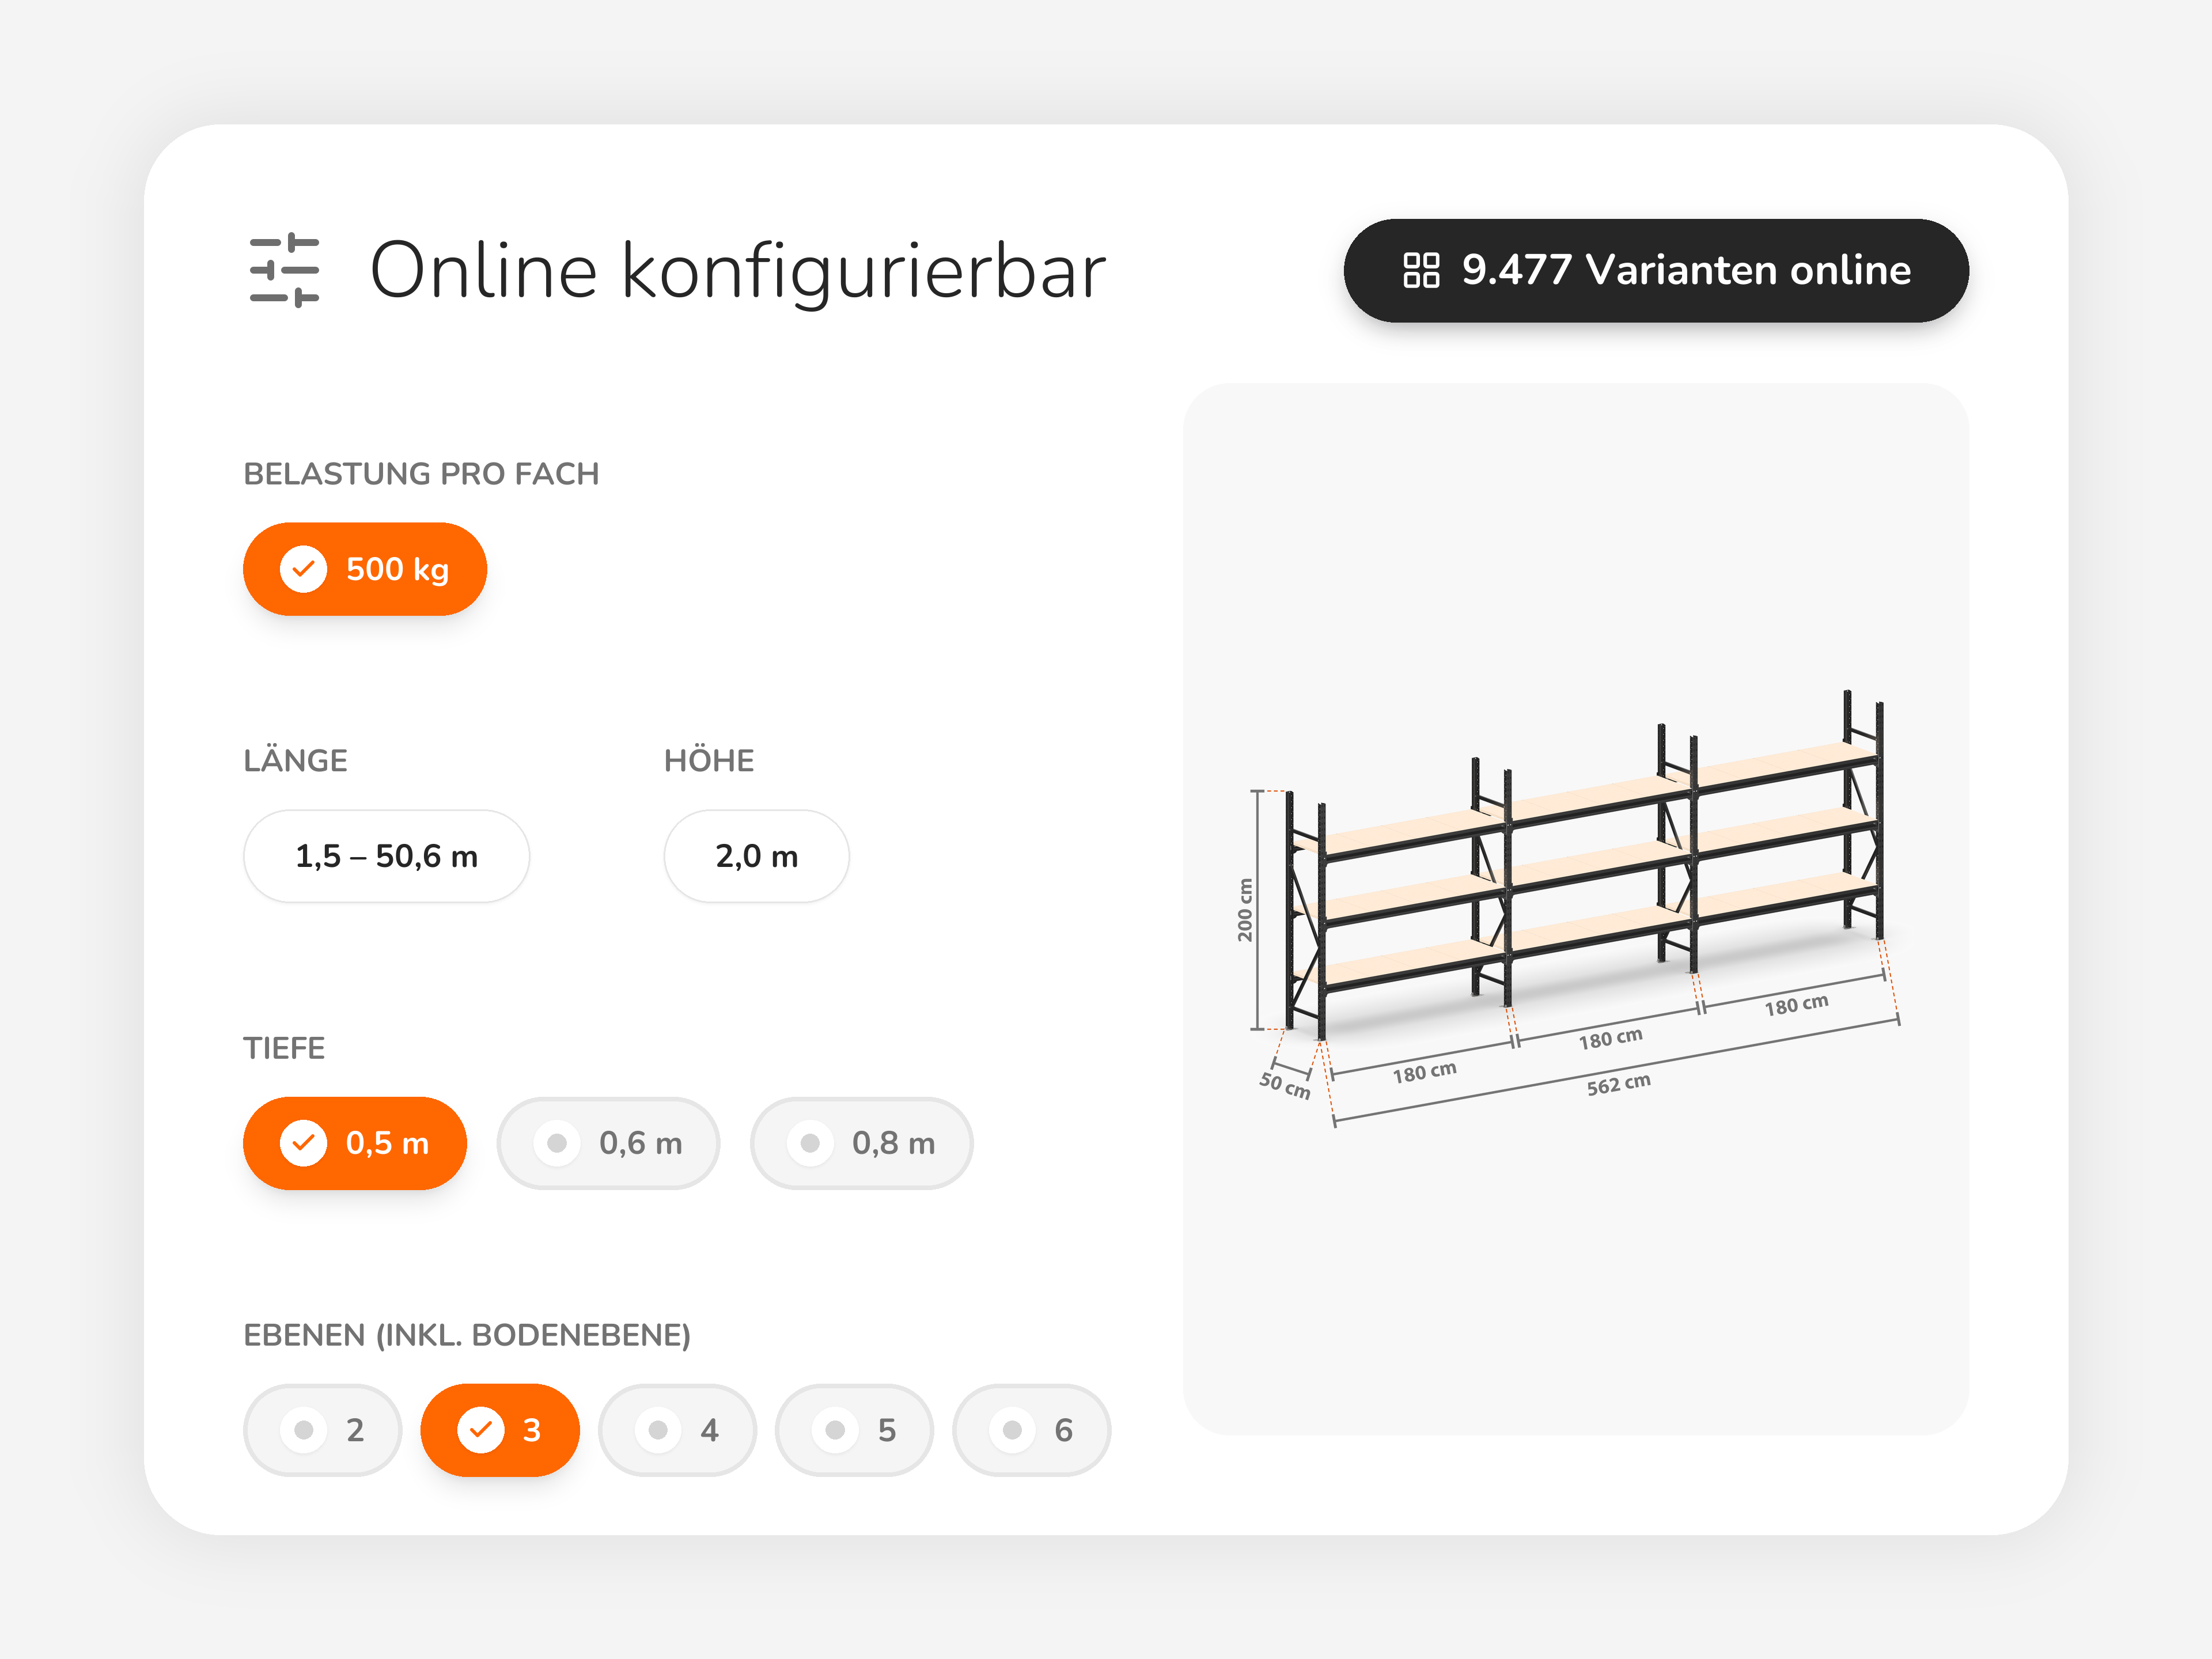 Online konfigurierbar
9.477 Varianten online
BELASTUNG PRO FACH
500 kg
LÄNGE
HÖHE
1,5 – 50,6 m
2,0 m
TIEFE
0,5 m
0,6 m
0,8 m
EBENEN (INKL. BODENEBENE)
2
3
4
5
6
200 cm
50 cm
180 cm
180 cm
180 cm
562 cm